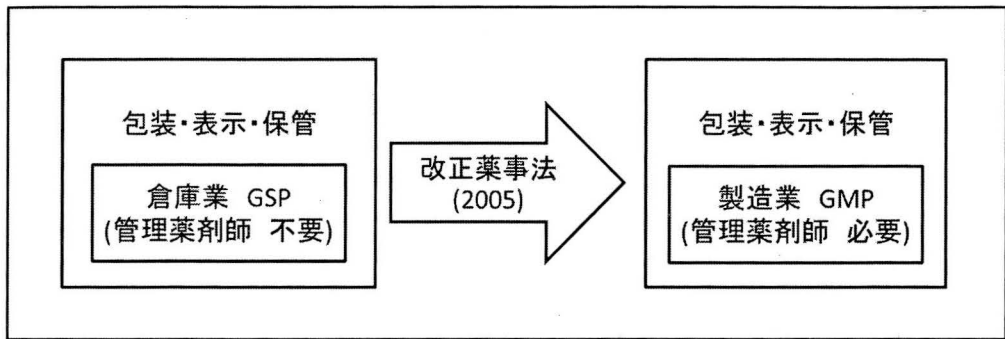 包装・表示・保管
倉庫業 GSP
(管理薬剤師 不要)
改正薬事法
(2005)
包装・表示・保管
製造業 GMP
(管理薬剤師 必要)